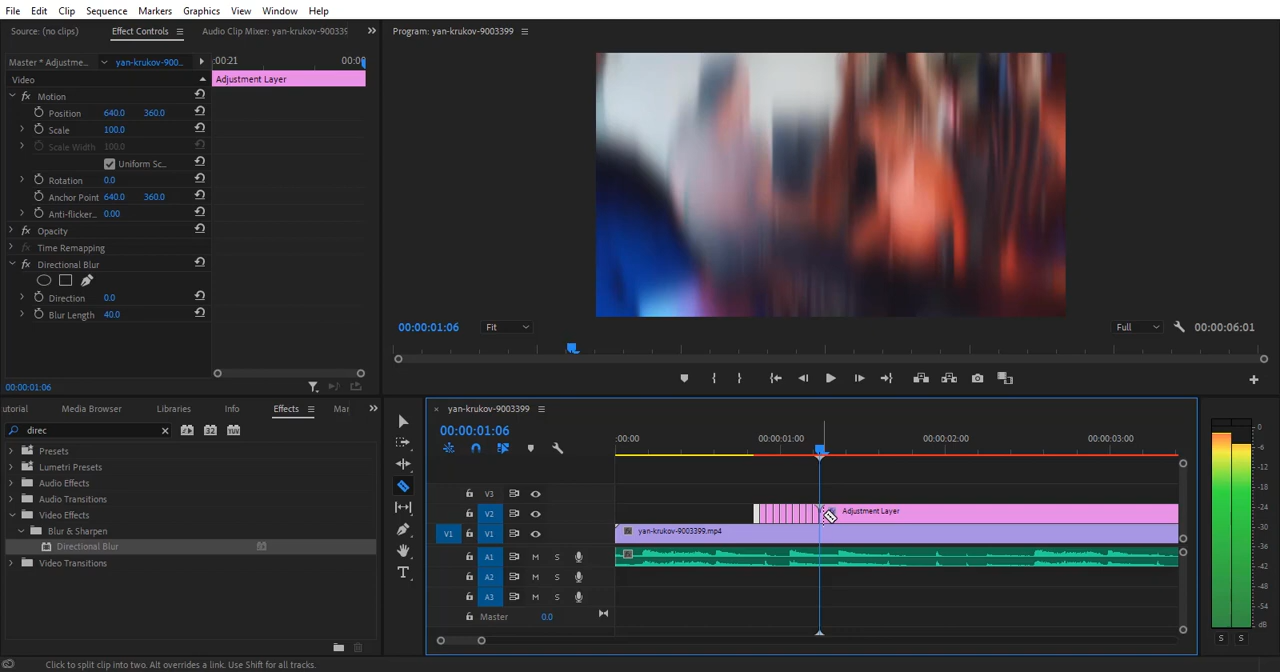 File Edit Clip Sequence Markers Graphics View Window Help
Source: (no clips) Effect Controls Audio Clip Mixer: yan-krukov-900339
Program: yan-krukov-9003399
Master * Adjustme... yan-krukov-900... :00:21 00:00
Video Adjustment Layer
fx Motion
Position 640.0 360.0
Scale 100.0
Scale Width 100.0
Uniform Sc...
Rotation 0.0
Anchor Point 640.0 360.0
Anti-flicker... 0.00
fx Opacity
fx Time Remapping
fx Directional Blur
Direction 0.0
Blur Length 40.0
00:00:01:06 Fit Full 00:00:06:01
00:00:01:06
utorial Media Browser Libraries Info Effects Mar
direc 32
Presets
Lumetri Presets
Audio Effects
Audio Transitions
Video Effects
Blur & Sharpen
Directional Blur
Video Transitions
× yan-krukov-9003399
00:00:01:06
:00:00 00:00:01:00 00:00:02:00 00:00:03:00
V3
V2 Adjustment Layer
V1 V1 yan-krukov-9003399.mp4
A1 M S
A2 M S
A3 M S
Master 0.0
T
0
-6
-12
-18
-24
-30
-36
-42
-48
-54
dB
S S
Click to split clip into two. Alt overrides a link. Use Shift for all tracks.